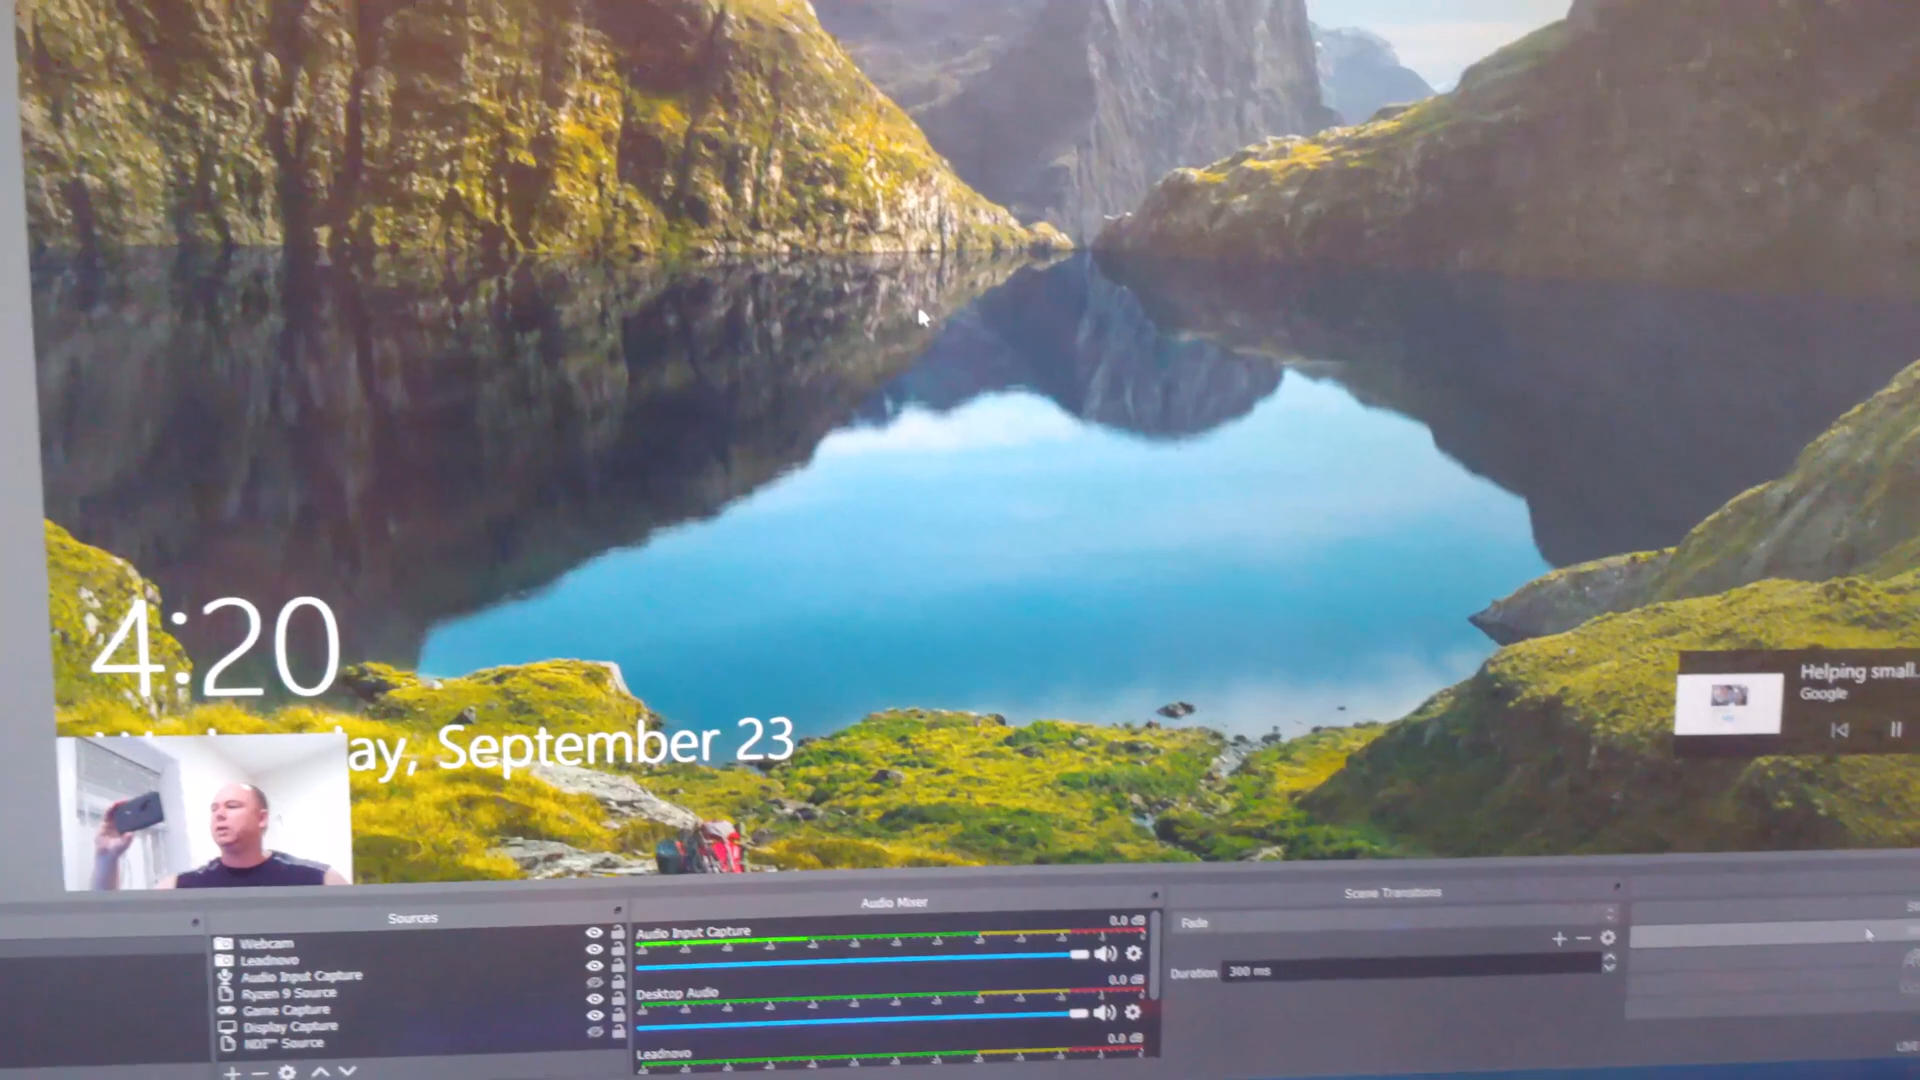 4:20
ay, September 23
Helping small..
Google
Sources
Webcam
Leadnovo
Audio Input Capture
Ryzen 9 Source
Game Capture
Display Capture
NDI™ Source
Audio Mixer
Audio Input Capture
0.0 dB
Desktop Audio
0.0 dB
Leadnovo
0.0 dB
Scene Transitions
Fade
Duration
300 ms
LIVE